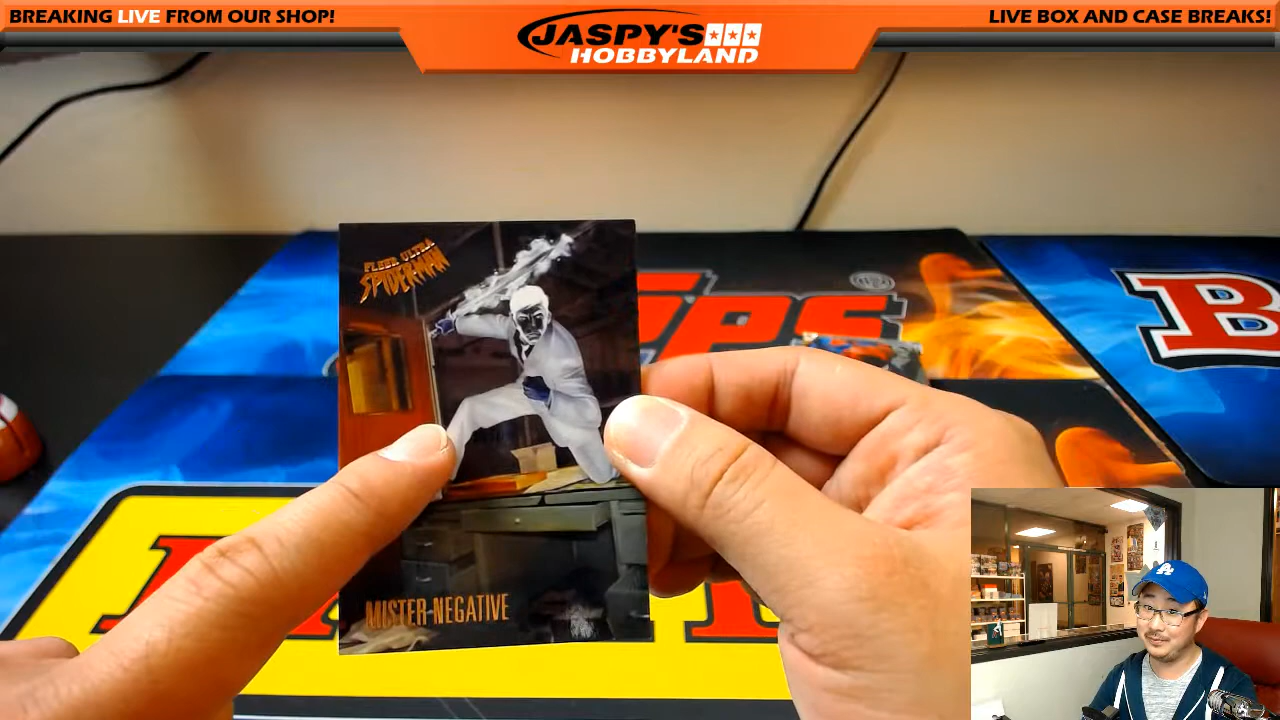 BREAKING LIVE FROM OUR SHOP!
JASPY'S
HOBBYLAND
LIVE BOX AND CASE BREAKS!
FLEER ULTRA
SPIDER-MAN
MISTER NEGATIVE
B